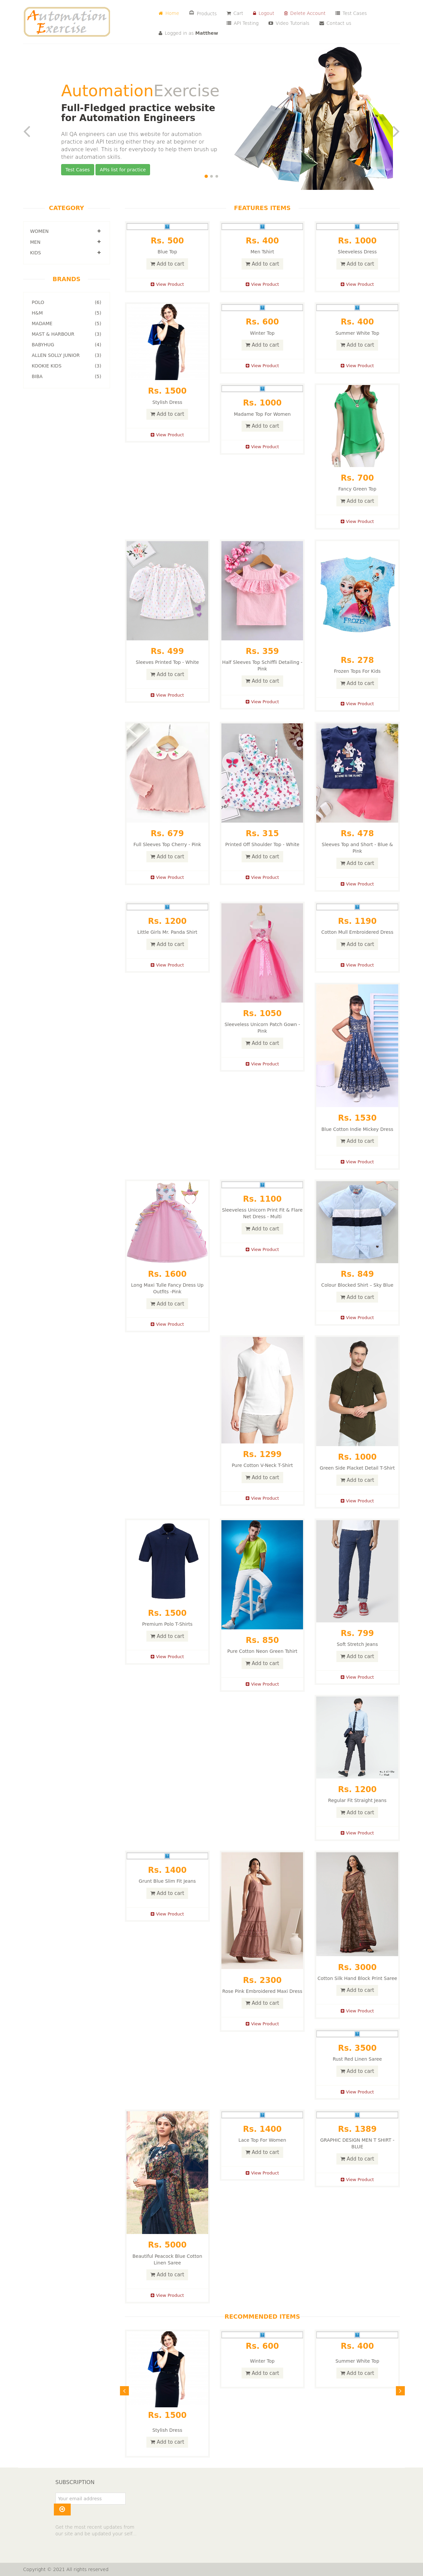 Automation
Exercise
Home
Products
Cart
Logout
Delete Account
Test Cases
API Testing
Video Tutorials
Contact us
Logged in as Matthew
AutomationExercise
Full-Fledged practice website
for Automation Engineers
All QA engineers can use this website for automation
practice and API testing either they are at beginner or
advance level. This is for everybody to help them brush up
their automation skills.
Test Cases
APIs list for practice
CATEGORY
WOMEN
MEN
KIDS
BRANDS
POLO (6)
H&M (5)
MADAME (5)
MAST & HARBOUR (3)
BABYHUG (4)
ALLEN SOLLY JUNIOR (3)
KOOKIE KIDS (3)
BIBA (5)
FEATURES ITEMS
Rs. 500
Blue Top
Add to cart
View Product
Rs. 400
Men Tshirt
Add to cart
View Product
Rs. 1000
Sleeveless Dress
Add to cart
View Product
Rs. 1500
Stylish Dress
Add to cart
View Product
Rs. 600
Winter Top
Add to cart
View Product
Rs. 400
Summer White Top
Add to cart
View Product
Rs. 1000
Madame Top For Women
Add to cart
View Product
Rs. 700
Fancy Green Top
Add to cart
View Product
Rs. 499
Sleeves Printed Top - White
Add to cart
View Product
Rs. 359
Half Sleeves Top Schiffli Detailing -
Pink
Add to cart
View Product
FROZEN
Rs. 278
Frozen Tops For Kids
Add to cart
View Product
Rs. 679
Full Sleeves Top Cherry - Pink
Add to cart
View Product
Rs. 315
Printed Off Shoulder Top - White
Add to cart
View Product
Rs. 478
Sleeves Top and Short - Blue &
Pink
Add to cart
View Product
Rs. 1200
Little Girls Mr. Panda Shirt
Add to cart
View Product
Rs. 1050
Sleeveless Unicorn Patch Gown -
Pink
Add to cart
View Product
Rs. 1190
Cotton Mull Embroidered Dress
Add to cart
View Product
Rs. 1530
Blue Cotton Indie Mickey Dress
Add to cart
View Product
Rs. 1600
Long Maxi Tulle Fancy Dress Up
Outfits -Pink
Add to cart
View Product
Rs. 1100
Sleeveless Unicorn Print Fit & Flare
Net Dress - Multi
Add to cart
View Product
Rs. 849
Colour Blocked Shirt – Sky Blue
Add to cart
View Product
Rs. 1299
Pure Cotton V-Neck T-Shirt
Add to cart
View Product
Rs. 1000
Green Side Placket Detail T-Shirt
Add to cart
View Product
Rs. 1500
Premium Polo T-Shirts
Add to cart
View Product
Rs. 850
Pure Cotton Neon Green Tshirt
Add to cart
View Product
Rs. 799
Soft Stretch Jeans
Add to cart
View Product
Rs. 1200
Regular Fit Straight Jeans
Add to cart
View Product
Rs. 1400
Grunt Blue Slim Fit Jeans
Add to cart
View Product
Rs. 2300
Rose Pink Embroidered Maxi Dress
Add to cart
View Product
Rs. 3000
Cotton Silk Hand Block Print Saree
Add to cart
View Product
Rs. 3500
Rust Red Linen Saree
Add to cart
View Product
Rs. 5000
Beautiful Peacock Blue Cotton
Linen Saree
Add to cart
View Product
Rs. 1400
Lace Top For Women
Add to cart
View Product
Rs. 1389
GRAPHIC DESIGN MEN T SHIRT -
BLUE
Add to cart
View Product
RECOMMENDED ITEMS
Rs. 1500
Stylish Dress
Add to cart
Rs. 600
Winter Top
Add to cart
Rs. 400
Summer White Top
Add to cart
SUBSCRIPTION
Your email address
Get the most recent updates from
our site and be updated your self...
Copyright © 2021 All rights reserved